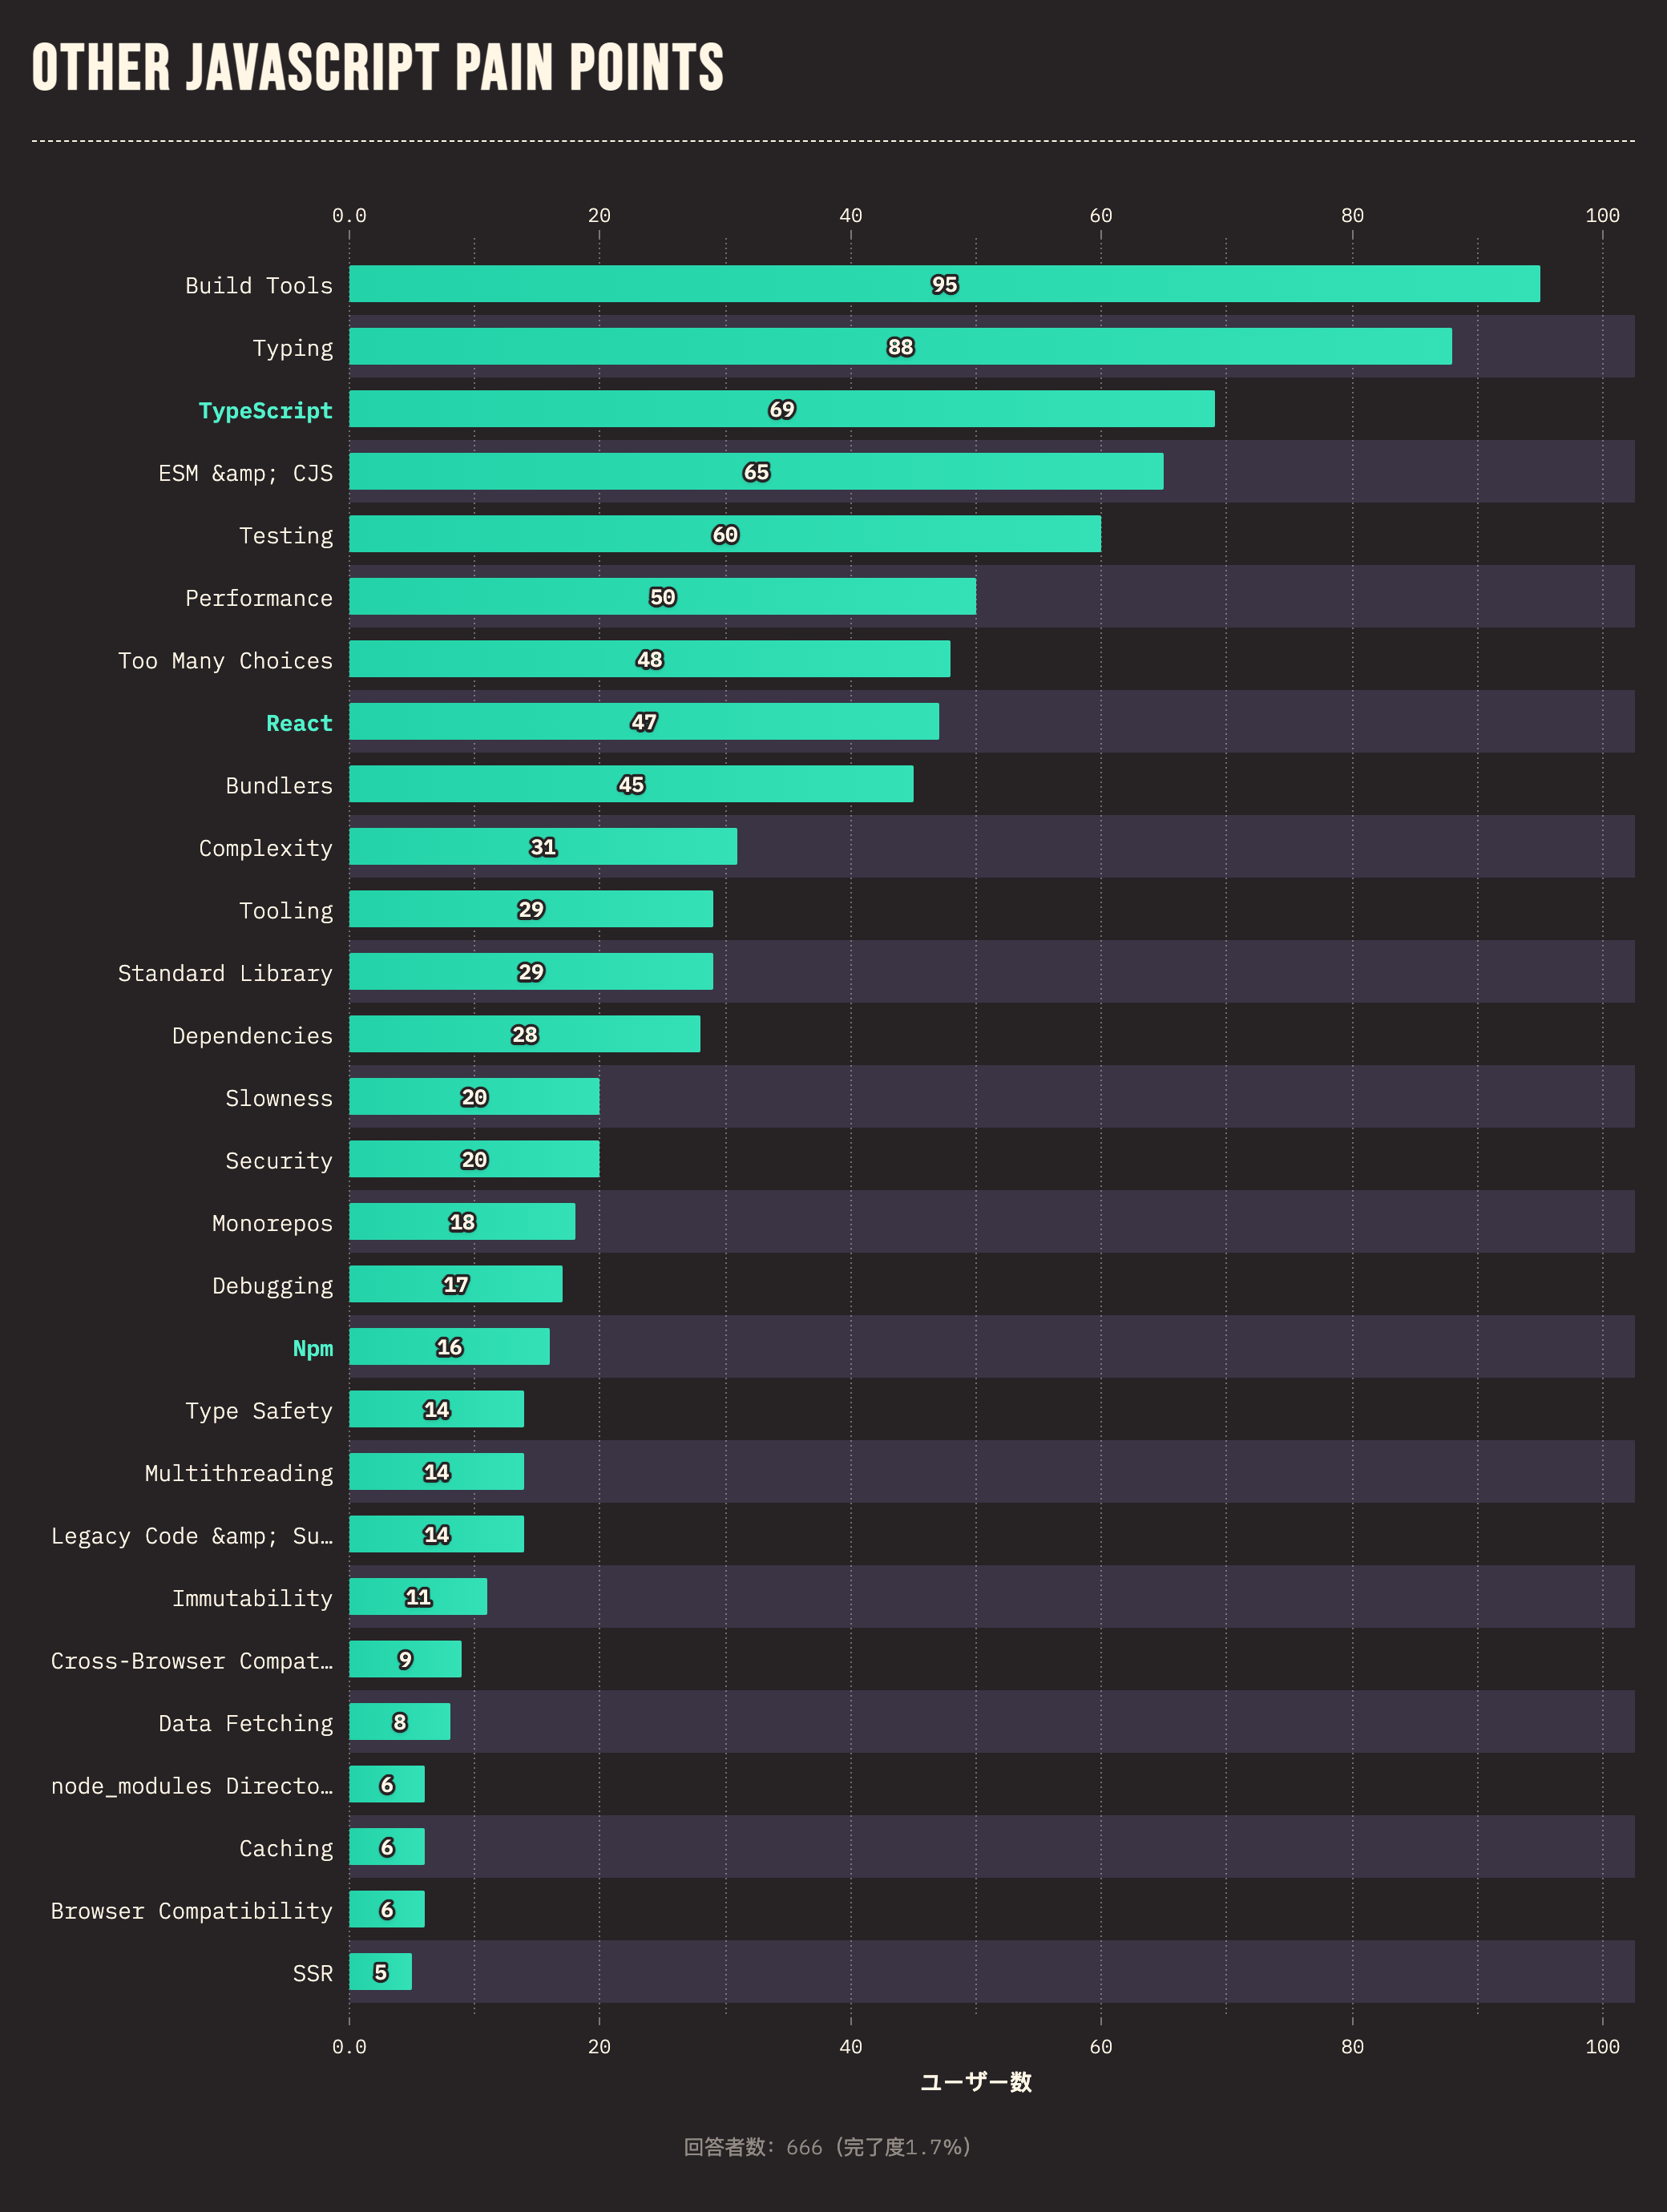 OTHER JAVASCRIPT PAIN POINTS
0.0 20 40 60 80 100
Build Tools 95
Typing 88
TypeScript 69
ESM &amp; CJS 65
Testing 60
Performance 50
Too Many Choices 48
React 47
Bundlers 45
Complexity 31
Tooling 29
Standard Library 29
Dependencies 28
Slowness 20
Security 20
Monorepos 18
Debugging 17
Npm 16
Type Safety 14
Multithreading 14
Legacy Code &amp; Su… 14
Immutability 11
Cross-Browser Compat… 9
Data Fetching 8
node_modules Directo… 6
Caching 6
Browser Compatibility 6
SSR 5
0.0 20 40 60 80 100
ユーザー数
回答者数: 666 (完了度1.7%)